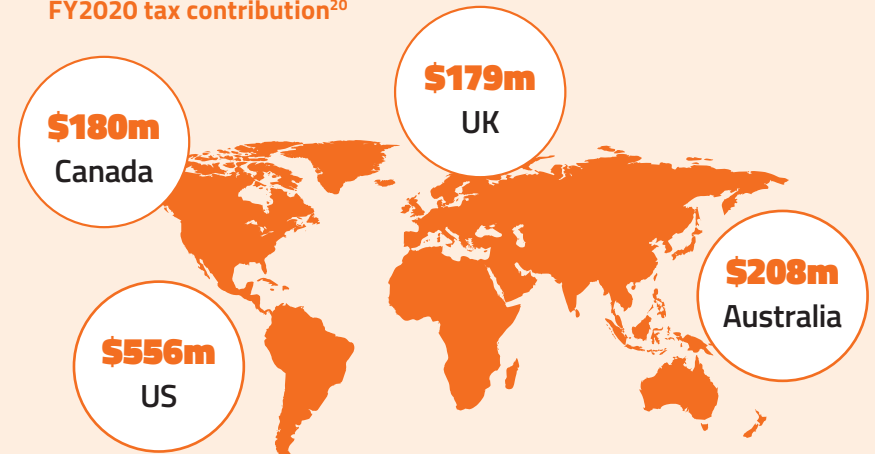 FY2020 tax contribution20
$179m
UK
$180m
Canada
$208m
Australia
$556m
US